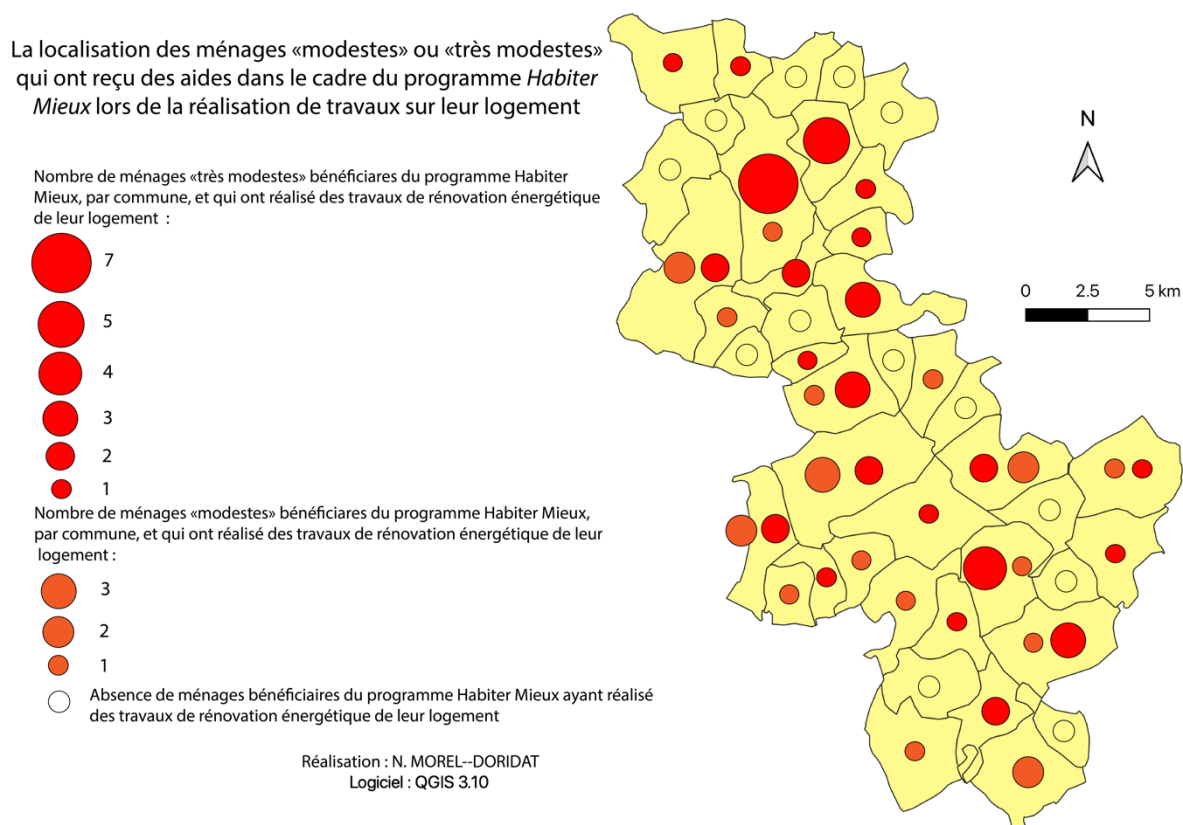 La localisation des ménages «modestes» ou «très modestes»
qui ont reçu des aides dans le cadre du programme Habiter
Mieux lors de la réalisation de travaux sur leur logement
Nombre de ménages «très modestes» bénéficiares du programme Habiter
Mieux, par commune, et qui ont réalisé des travaux de rénovation énergétique
de leur logement :
7
5
4
3
2
1
Nombre de ménages «modestes» bénéficiares du programme Habiter Mieux,
par commune, et qui ont réalisé des travaux de rénovation énergétique de leur
logement :
3
2
1
Absence de ménages bénéficiaires du programme Habiter Mieux ayant réalisé
des travaux de rénovation énergétique de leur logement
Réalisation : N. MOREL--DORIDAT
Logiciel : QGIS 3.10
N
0 2.5 5 km